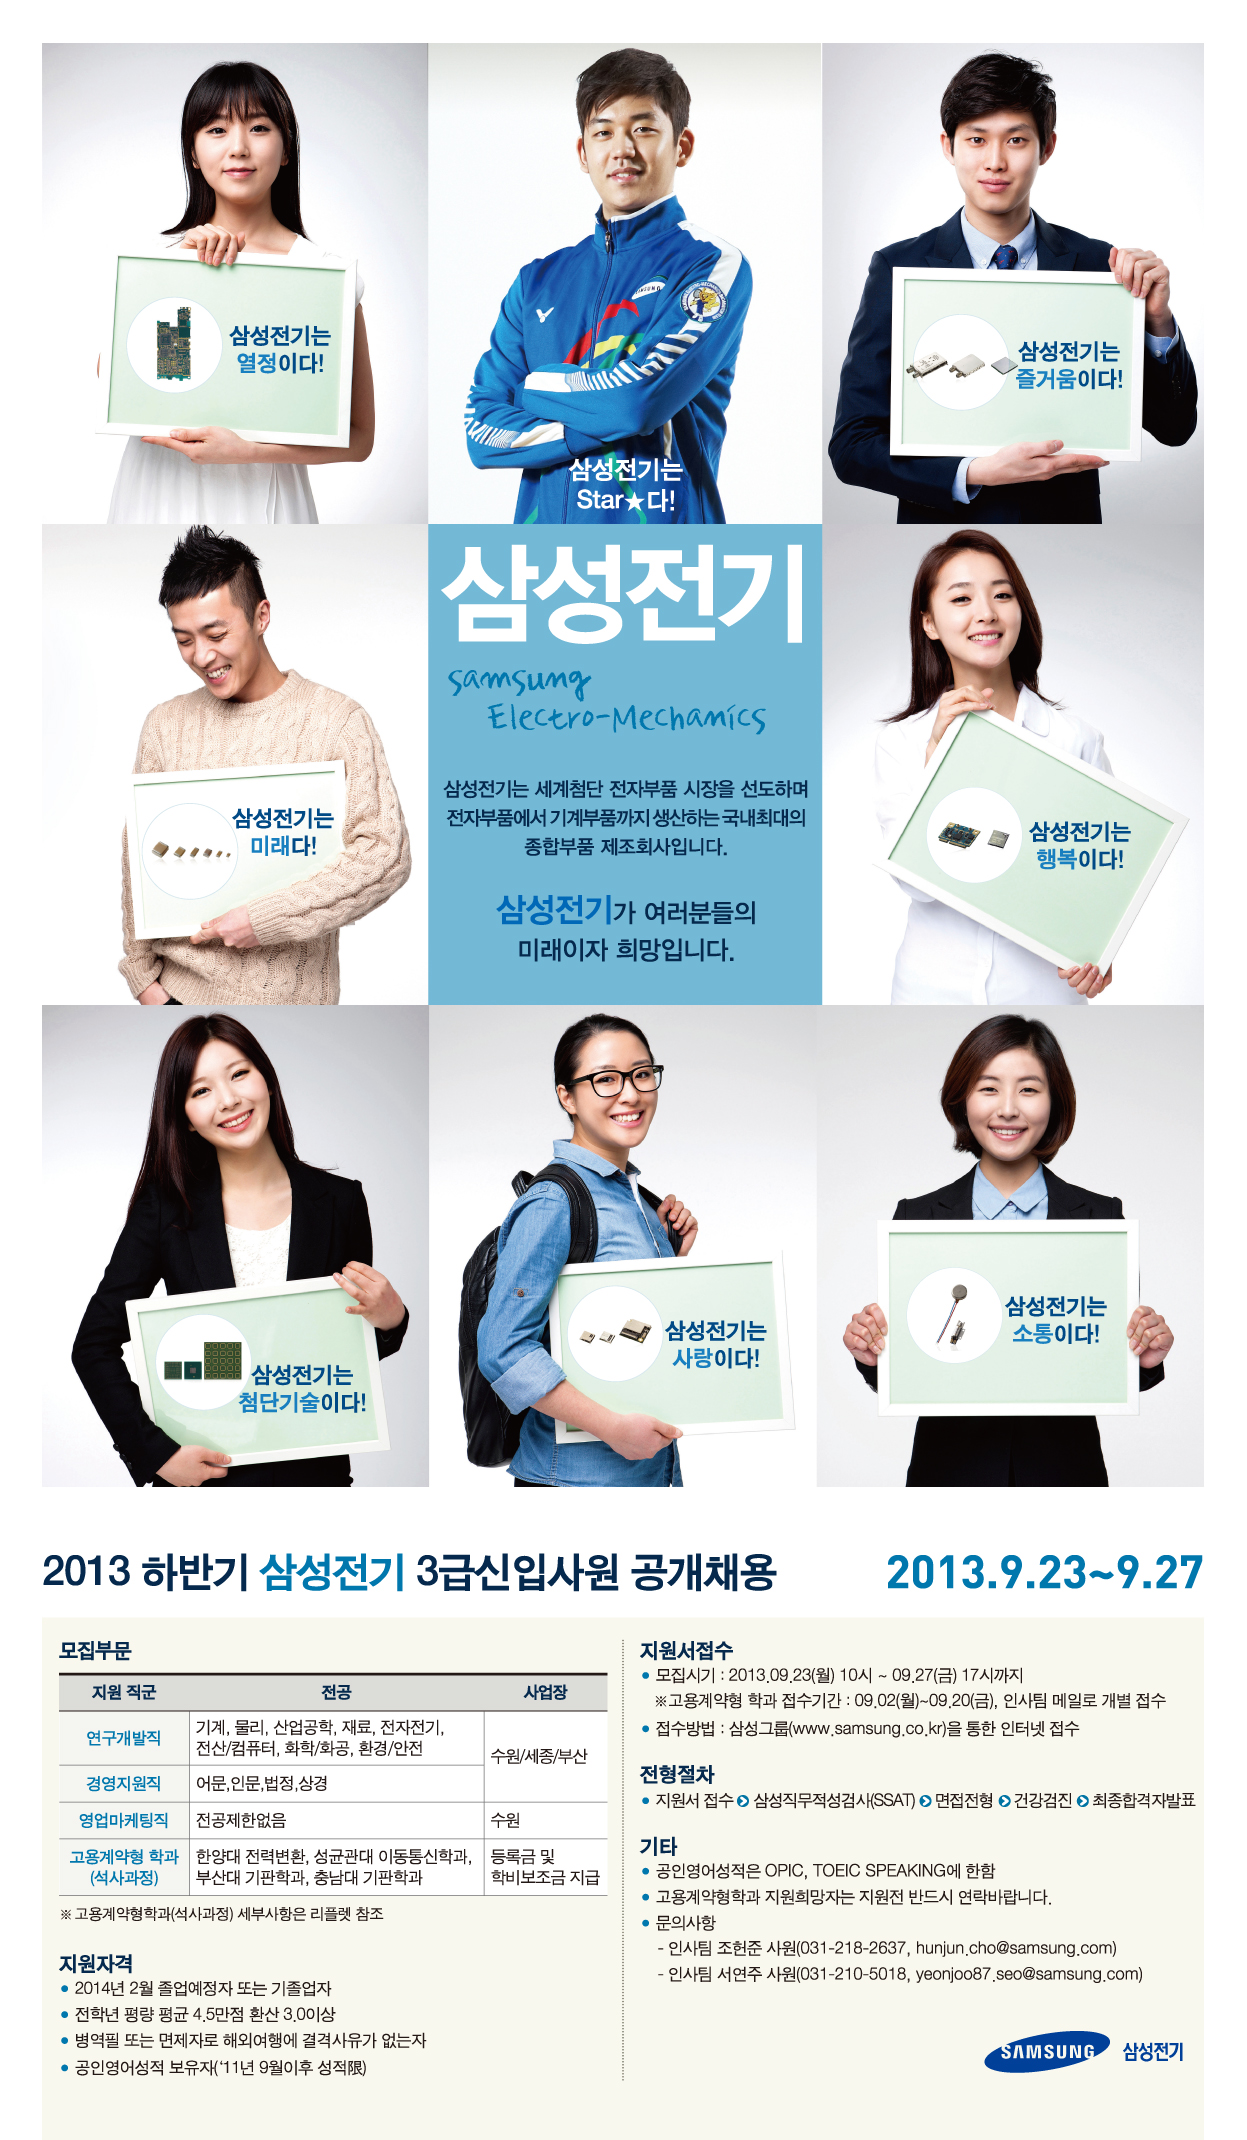 삼성전기는
열정이다!
SAMSUNG
삼성전기는
Star★다!
삼성전기는
즐거움이다!
삼성전기는
미래다!
삼성전기
Samsung
Electro-Mechanics
삼성전기는 세계첨단 전자부품 시장을 선도하며
전자부품에서 기계부품까지 생산하는 국내최대의
종합부품 제조회사입니다.
삼성전기가 여러분들의
미래이자 희망입니다.
삼성전기는
행복이다!
삼성전기는
첨단기술이다!
삼성전기는
사랑이다!
삼성전기는
소통이다!
2013 하반기 삼성전기 3급신입사원 공개채용 2013.9.23~9.27
모집부문
지원 직군 전공 사업장
연구개발직 기계, 물리, 산업공학, 재료, 전자전기,
전산/컴퓨터, 화학/화공, 환경/안전
수원/세종/부산
경영지원직 어문,인문,법정,상경
영업마케팅직 전공제한없음 수원
고용계약형 학과 한양대 전력변환, 성균관대 이동통신학과, 등록금 및
(석사과정) 부산대 기판학과, 충남대 기판학과 학비보조금 지급
※ 고용계약형학과(석사과정) 세부사항은 리플렛 참조
지원자격
• 2014년 2월 졸업예정자 또는 기졸업자
• 전학년 평량 평균 4.5만점 환산 3.0이상
• 병역필 또는 면제자로 해외여행에 결격사유가 없는자
• 공인영어성적 보유자('11년 9월이후 성적限)
지원서접수
• 모집시기 : 2013.09.23(월) 10시 ~ 09.27(금) 17시까지
※고용계약형 학과 접수기간 : 09.02(월)~09.20(금), 인사팀 메일로 개별 접수
• 접수방법 : 삼성그룹(www.samsung.co.kr)을 통한 인터넷 접수
전형절차
• 지원서 접수 삼성직무적성검사(SSAT) 면접전형 건강검진 최종합격자발표
기타
• 공인영어성적은 OPIC, TOEIC SPEAKING에 한함
• 고용계약형학과 지원희망자는 지원전 반드시 연락바랍니다.
• 문의사항
- 인사팀 조헌준 사원(031-218-2637, hunjun.cho@samsung.com)
- 인사팀 서연주 사원(031-210-5018, yeonjoo87.seo@samsung.com)
SAMSUNG 삼성전기